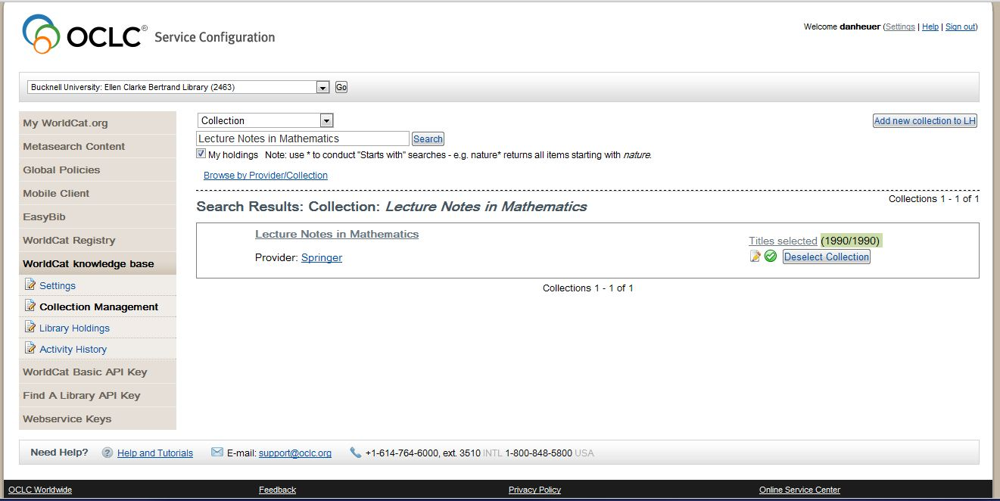 OCLC® Service Configuration
Welcome danheuer (Settings | Help | Sign out)
Bucknell University: Ellen Clarke Bertrand Library (2463)
Go
My WorldCat.org
Metasearch Content
Global Policies
Mobile Client
EasyBib
WorldCat Registry
WorldCat knowledge base
Settings
Collection Management
Library Holdings
Activity History
WorldCat Basic API Key
Find A Library API Key
Webservice Keys
Collection
Add new collection to LH
Lecture Notes in Mathematics
Search
My holdings Note: use * to conduct "Starts with" searches - e.g. nature* returns all items starting with nature.
Browse by Provider/Collection
Collections 1 - 1 of 1
Search Results: Collection: Lecture Notes in Mathematics
Lecture Notes in Mathematics
Titles selected (1990/1990)
Provider: Springer
Deselect Collection
Collections 1 - 1 of 1
Need Help? ? Help and Tutorials E-mail: support@oclc.org +1-614-764-6000, ext. 3510 INTL 1-800-848-5800 USA
OCLC Worldwide Feedback Privacy Policy Online Service Center